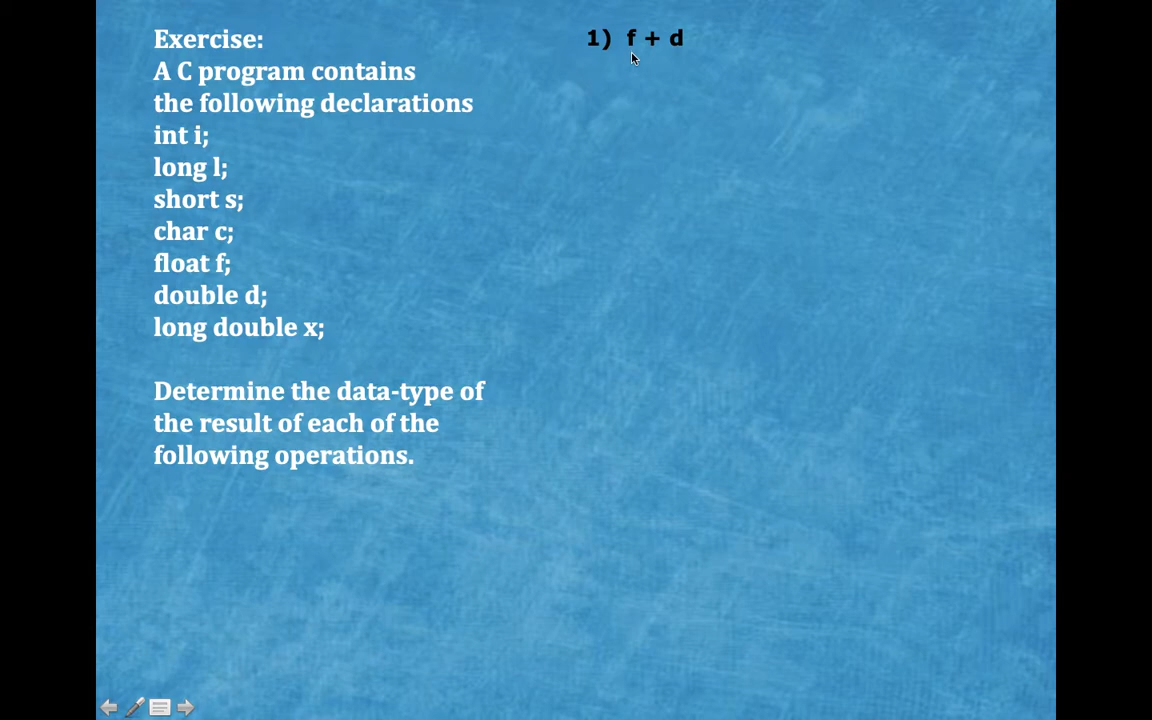 Exercise:
A C program contains
the following declarations
int i;
long l;
short s;
char c;
float f;
double d;
long double x;
Determine the data-type of
the result of each of the
following operations.
1) f + d